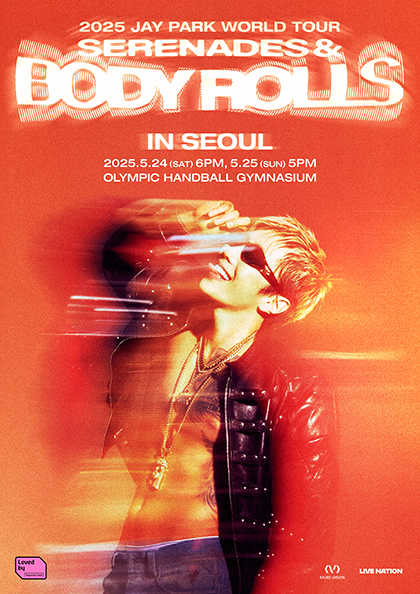 2025 JAY PARK WORLD TOUR
SERENADES &
BODY ROLLS
IN SEOUL
2025.5.24 (SAT) 6PM, 5.25 (SUN) 5PM
OLYMPIC HANDBALL GYMNASIUM
Loved
by
LIVE NATION